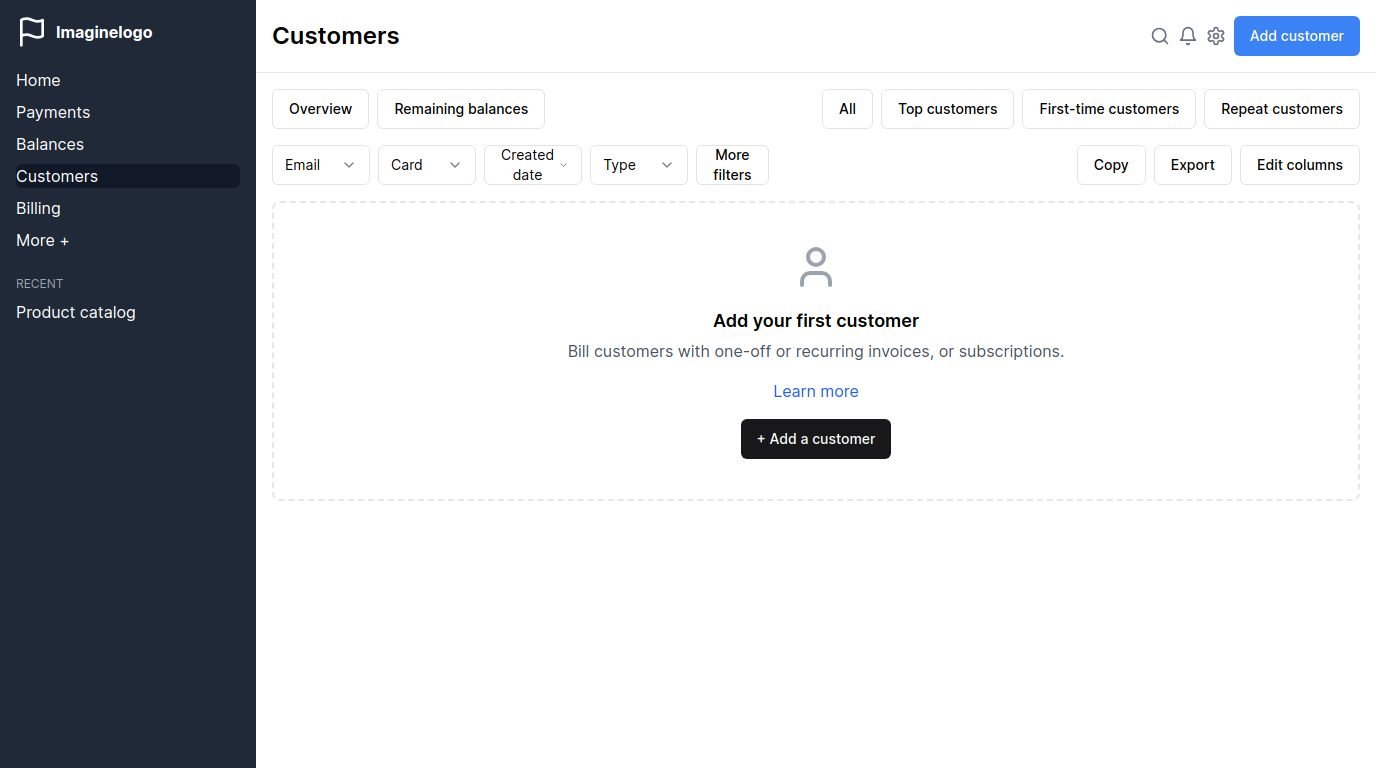 Imaginelogo
Home
Payments
Balances
Customers
Billing
More +
RECENT
Product catalog
Customers
Add customer
Overview
Remaining balances
All
Top customers
First-time customers
Repeat customers
Email
Card
Created
date
Type
More
filters
Copy
Export
Edit columns
Add your first customer
Bill customers with one-off or recurring invoices, or subscriptions.
Learn more
+ Add a customer